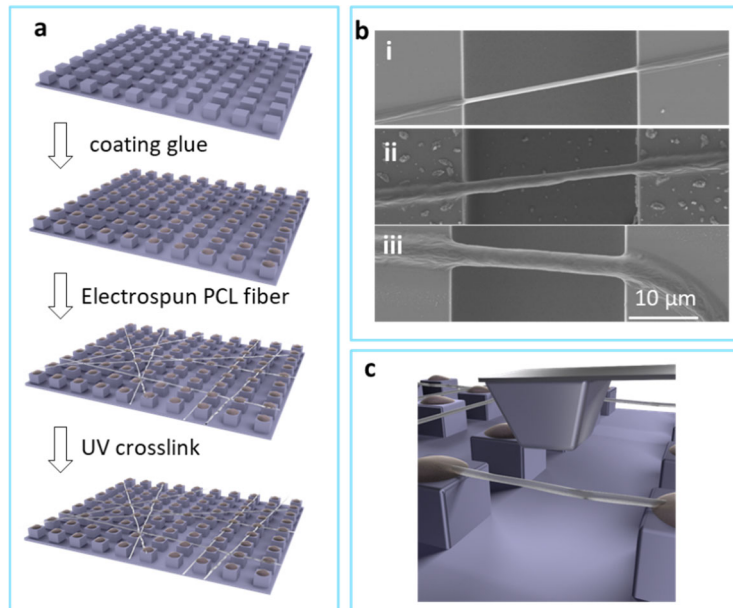 a
coating glue
Electrospun PCL fiber
UV crosslink
b
i
ii
iii
10 µm
c